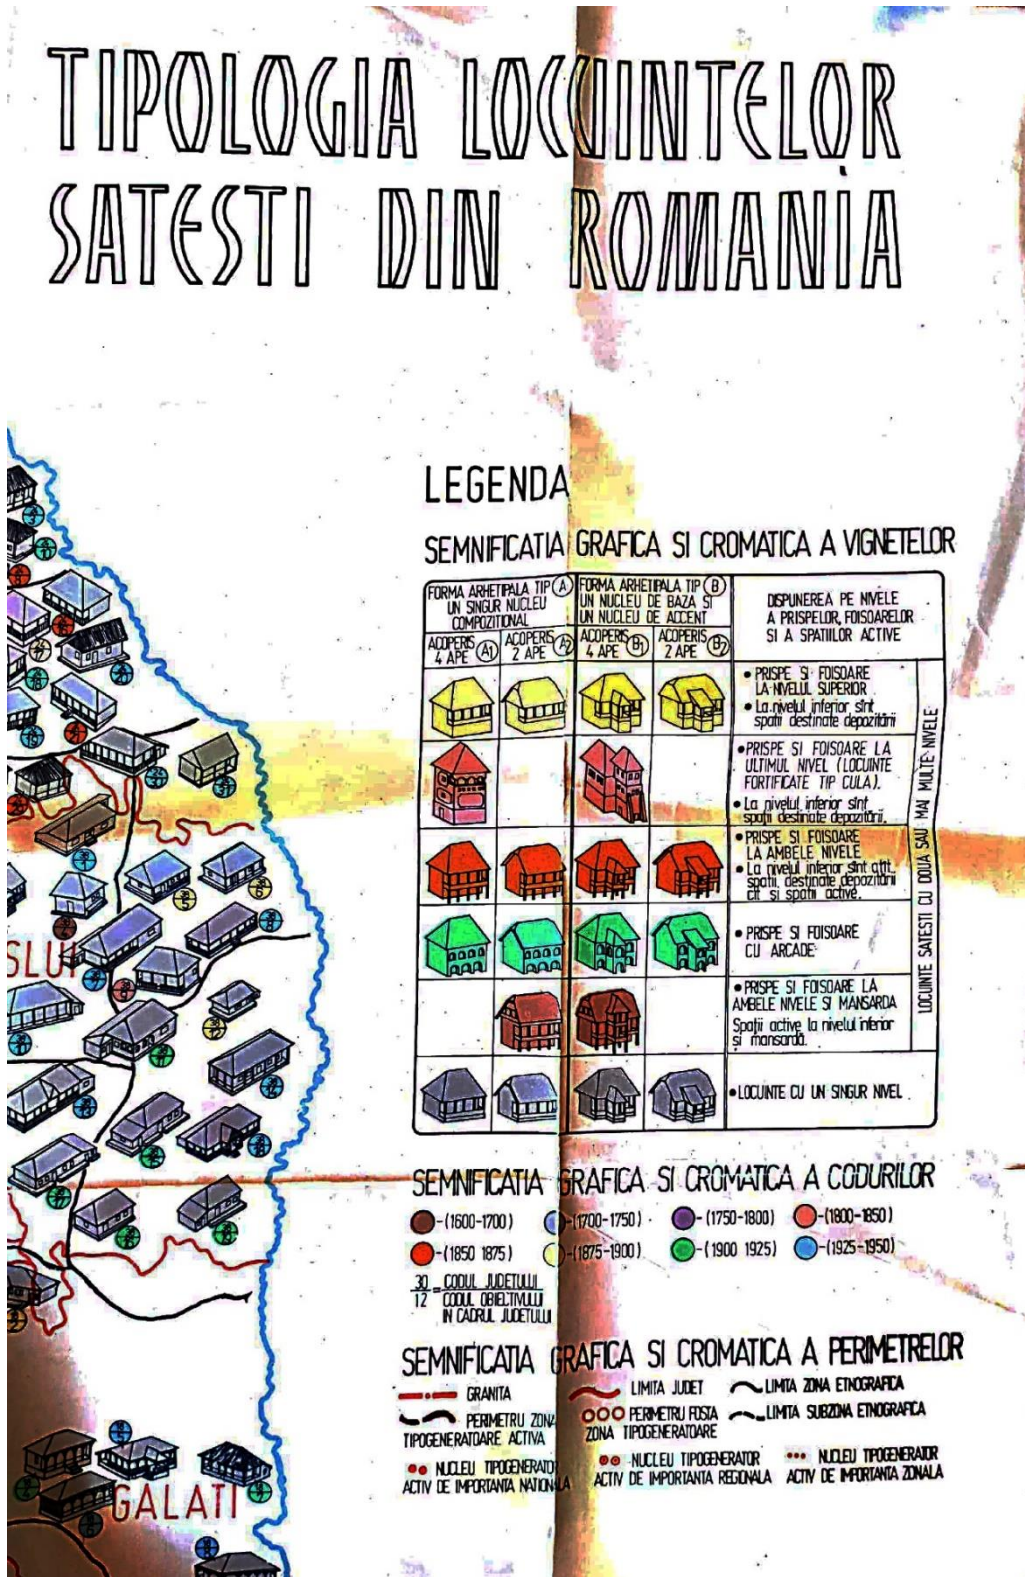 TIPOLOGIA LOCUINTELOR
SATESTI DIN ROMANIA
LEGENDA
SEMNIFICATIA GRAFICA SI CROMATICA A VIGNETELOR
FORMA ARHETIPALA TIP A
UN SINGUR NUCLEU
COMPOZITIONAL
FORMA ARHETIPALA TIP B
UN NUCLEU DE BAZA SI
UN NUCLEU DE ACCENT
DISPUNEREA PE NIVELE
A PRISPELOR, FOISOARELOR
SI A SPATIILOR ACTIVE
ACOPERIS
4 APE A1
ACOPERIS
2 APE A2
ACOPERIS
4 APE B1
ACOPERIS
2 APE B2
• PRISPE SI FOISOARE
LA NIVELUL SUPERIOR
• La nivelul inferior sînt
spatii destinate depozitării
• PRISPE SI FOISOARE LA
ULTIMUL NIVEL (LOCUINTE
FORTIFICATE TIP CULA).
• La nivelul inferior sînt
spații destinate depozitării.
• PRISPE SI FOISOARE
LA AMBELE NIVELE
• La nivelul inferior sînt atît
spatii destinate depozitării
cît și spatii active.
• PRISPE SI FOISOARE
CU ARCADE
• PRISPE SI FOISOARE LA
AMBELE NIVELE SI MANSARDA
Spații active la nivelul inferior
și mansardă.
• LOCUINTE CU UN SINGUR NIVEL
LOCUINTE SATESTI CU DOUA SAU MAI MULTE NIVELE
SEMNIFICATIA GRAFICA SI CROMATICA A CODURILOR
-(1600-1700) -(1700-1750) -(1750-1800) -(1800-1850)
-(1850 1875) -(1875-1900) -(1900 1925) -(1925-1950)
30 = CODUL JUDETULUI
12 CODUL OBIECTIVULUI
IN CADRUL JUDETULUI
SEMNIFICATIA GRAFICA SI CROMATICA A PERIMETRELOR
GRANITA
LIMITA JUDET
LIMITA ZONA ETNOGRAFICA
PERIMETRU ZONA
TIPOGENERATOARE ACTIVA
PERIMETRU FOSTA
ZONA TIPOGENERATOARE
LIMITA SUBZONA ETNOGRAFICA
NUCLEU TIPOGENERATOR
ACTIV DE IMPORTANTA NATIONALA
NUCLEU TIPOGENERATOR
ACTIV DE IMPORTANTA REGIONALA
NUCLEU TIPOGENERATOR
ACTIV DE IMPORTANTA ZONALA
SLUI
GALATI